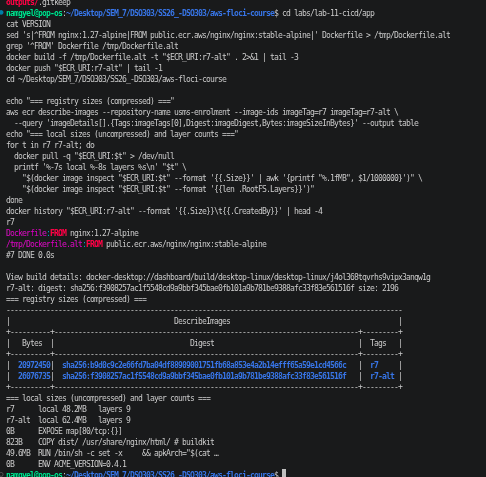 outputs/.gitkeep
namgyel@pop-os:~/Desktop/SEM_7/DSO303/SS26_-DSO303/aws-floci-course$ cd labs/lab-11-cicd/app
cat VERSION
sed 's|^FROM nginx:1.27-alpine|FROM public.ecr.aws/nginx/nginx:stable-alpine|' Dockerfile > /tmp/Dockerfile.alt
grep '^FROM' Dockerfile /tmp/Dockerfile.alt
docker build -f /tmp/Dockerfile.alt -t "$ECR_URI:r7-alt" . 2>&1 | tail -3
docker push "$ECR_URI:r7-alt" | tail -1
cd ~/Desktop/SEM_7/DSO303/SS26_-DSO303/aws-floci-course

echo "=== registry sizes (compressed) ==="
aws ecr describe-images --repository-name usms-enrolment --image-ids imageTag=r7 imageTag=r7-alt \
  --query 'imageDetails[].{Tags:imageTags[0],Digest:imageDigest,Bytes:imageSizeInBytes}' --output table
echo "=== local sizes (uncompressed) and layer counts ==="
for t in r7 r7-alt; do
  docker pull -q "$ECR_URI:$t" > /dev/null
  printf '%-7s local %-8s layers %s\n' "$t" \
    "$(docker image inspect "$ECR_URI:$t" --format '{{.Size}}' | awk '{printf "%.1fMB", $1/1000000}')" \
    "$(docker image inspect "$ECR_URI:$t" --format '{{len .RootFS.Layers}}')"
done
docker history "$ECR_URI:r7-alt" --format '{{.Size}}\t{{.CreatedBy}}' | head -4
r7
Dockerfile:FROM nginx:1.27-alpine
/tmp/Dockerfile.alt:FROM public.ecr.aws/nginx/nginx:stable-alpine
#7 DONE 0.0s

View build details: docker-desktop://dashboard/build/desktop-linux/desktop-linux/j4ol368tqvrhs9vipx3anqw1g
r7-alt: digest: sha256:f3908257ac1f5548cd9a9bbf345bae0fb101a9b781be9388afc33f83e561516f size: 2196
=== registry sizes (compressed) ===
| DescribeImages |
| Bytes | Digest | Tags |
| 20972450| sha256:b9d0c9c2e66fd7ba04df88909001751fb68a853e4a2b14efff65a59e1cd4566c | r7 |
| 26076735| sha256:f3908257ac1f5548cd9a9bbf345bae0fb101a9b781be9388afc33f83e561516f | r7-alt |
=== local sizes (uncompressed) and layer counts ===
r7      local 48.2MB   layers 9
r7-alt  local 62.4MB   layers 9
0B      EXPOSE map[80/tcp:{}]
823B    COPY dist/ /usr/share/nginx/html/ # buildkit
49.6MB  RUN /bin/sh -c set -x     && apkArch="$(cat …
0B      ENV ACME_VERSION=0.4.1
namgyel@pop-os:~/Desktop/SEM_7/DSO303/SS26_-DSO303/aws-floci-course$